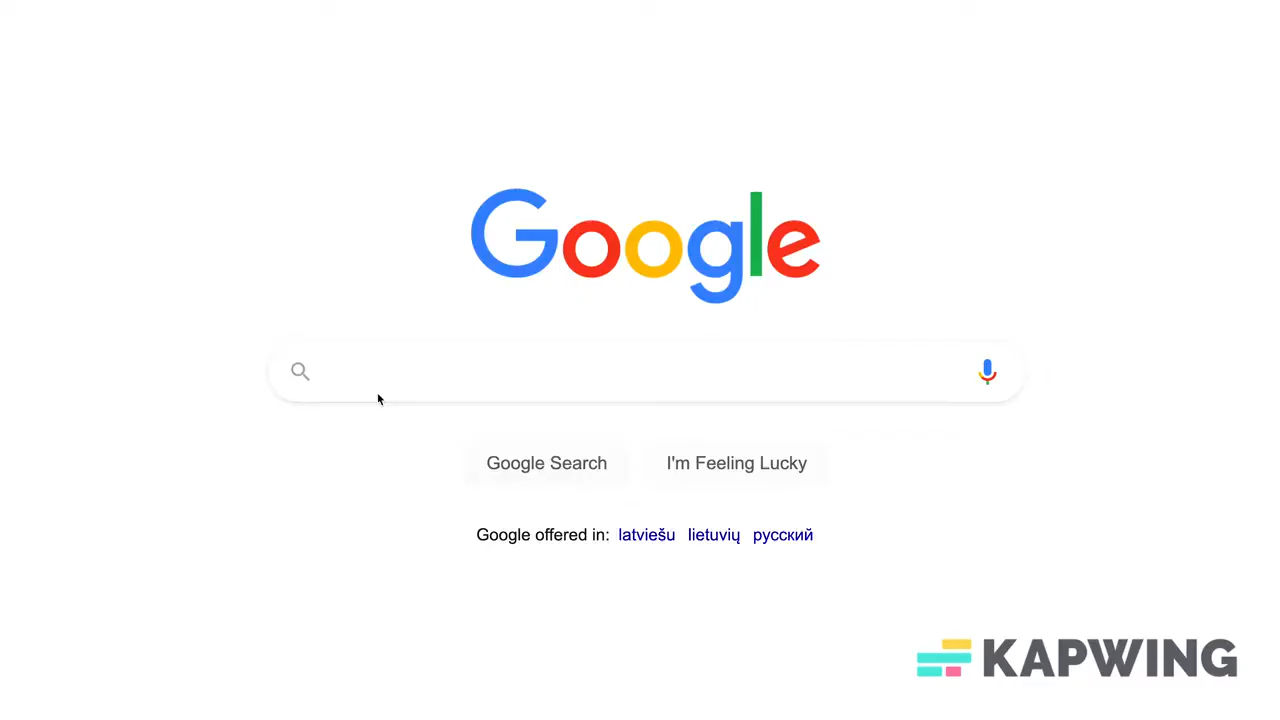 Google
Google Search I'm Feeling Lucky
Google offered in: latviešu lietuvių русский
KAPWING